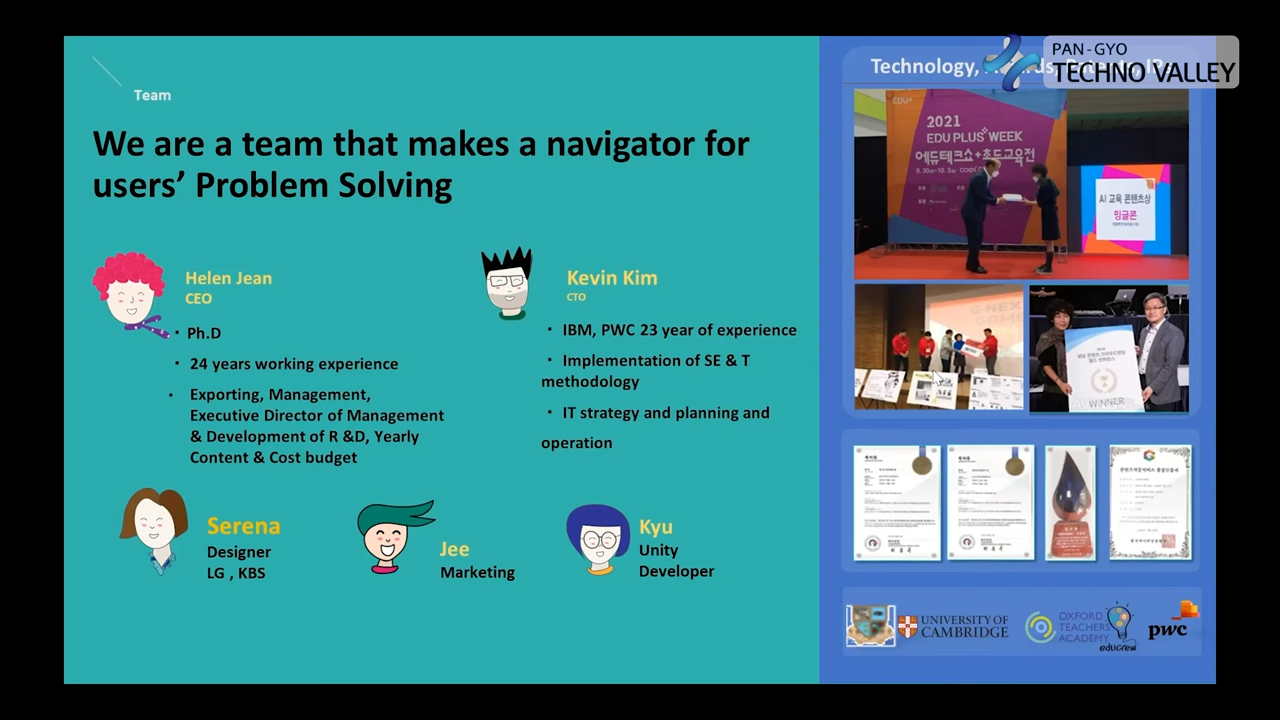 Team
We are a team that makes a navigator for
users’ Problem Solving
Helen Jean
CEO
· Ph.D
· 24 years working experience
· Exporting, Management,
Executive Director of Management
& Development of R &D, Yearly
Content & Cost budget
Kevin Kim
CTO
· IBM, PWC 23 year of experience
· Implementation of SE & T
methodology
· IT strategy and planning and
operation
Serena
Designer
LG , KBS
Jee
Marketing
Kyu
Unity
Developer
Technology,
PAN-GYO
TECHNO VALLEY
EDU+
2021
EDU PLUS WEEK
에듀테크쇼+초등교육전
AI 교육 콘텐츠상
밍글콘
WINNER
UNIVERSITY OF
CAMBRIDGE
OXFORD
TEACHERS
ACADEMY
educrew
pwc